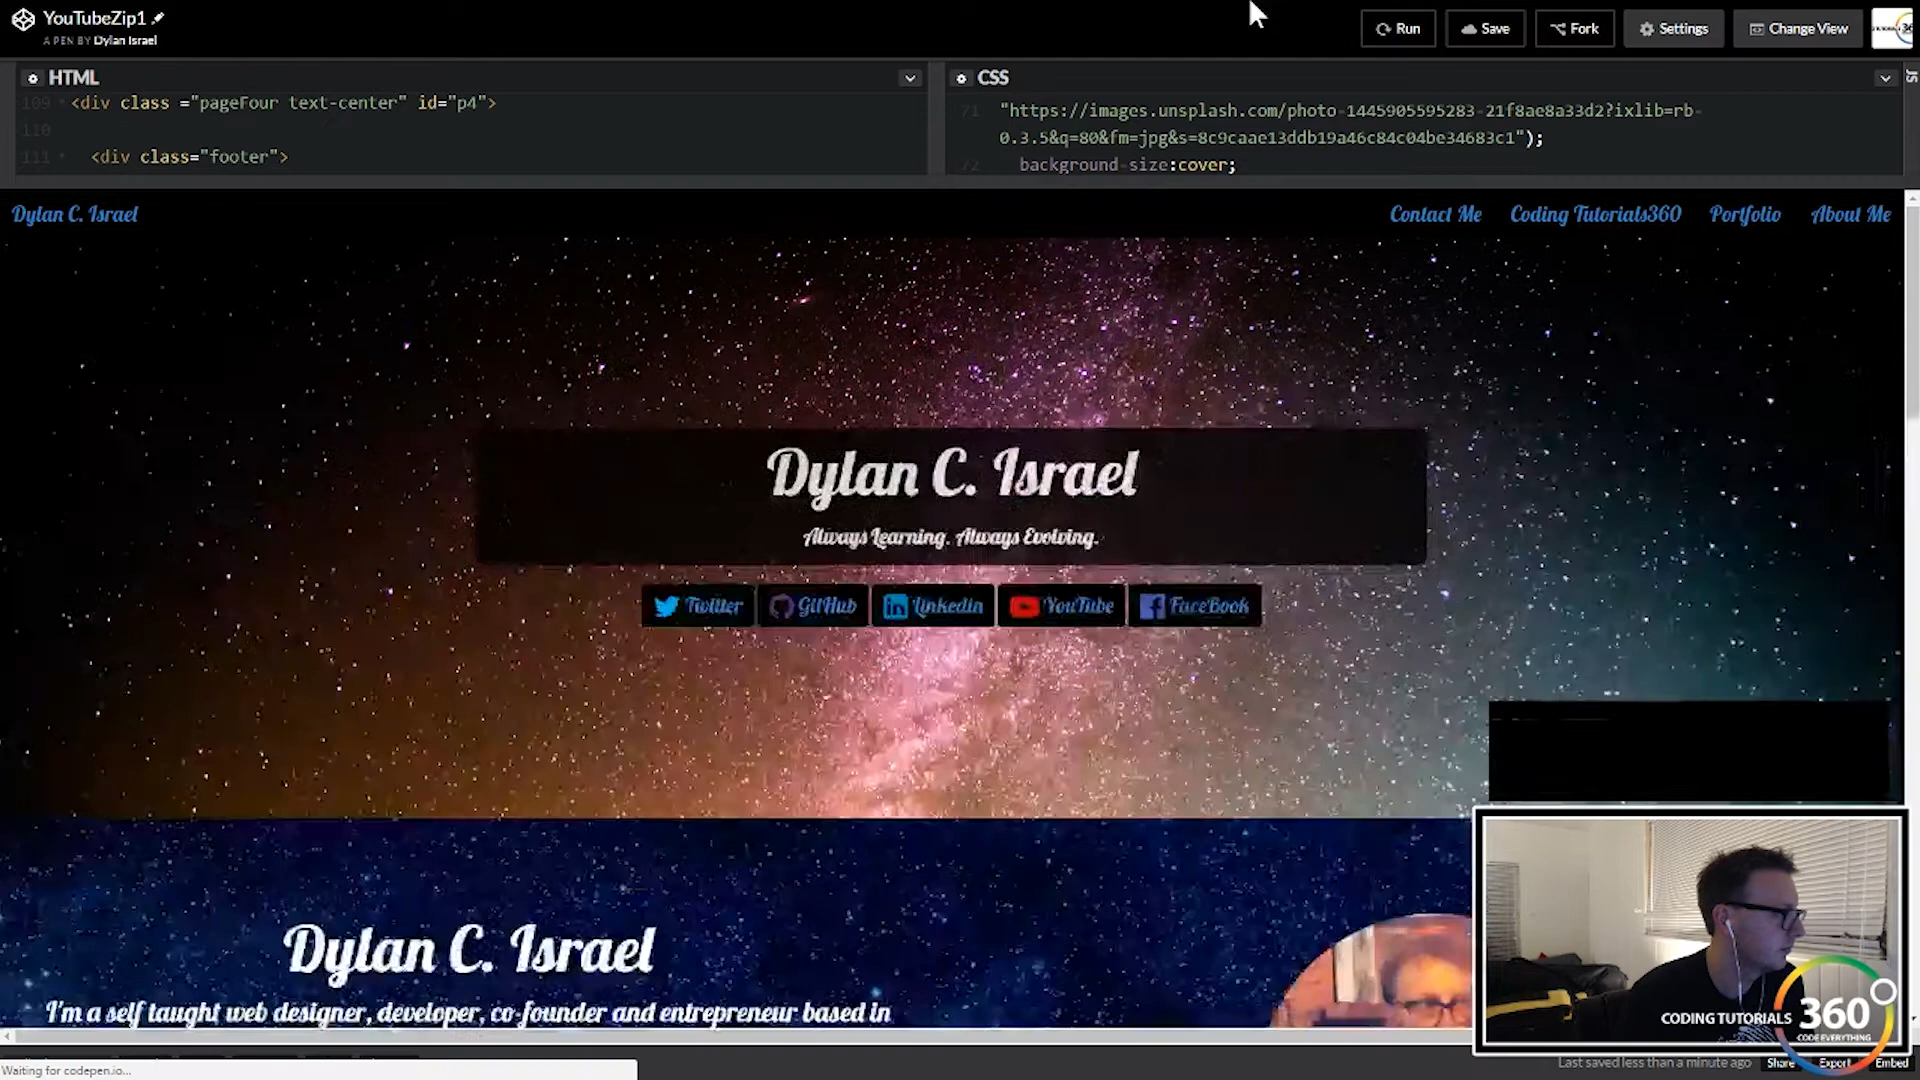 YouTubeZip1
A PEN BY Dylan Israel
Run
Save
Fork
Settings
Change View
HTML
109 <div class ="pageFour text-center" id="p4">
110
111 <div class="footer">
CSS
71 "https://images.unsplash.com/photo-1445905595283-21f8ae8a33d2?ixlib=rb-
0.3.5&q=80&fm=jpg&s=8c9caae13ddb19a46c84c04be34683c1");
72 background-size:cover;
JS
Dylan C. Israel
Contact Me
Coding Tutorials360
Portfolio
About Me
Dylan C. Israel
Always Learning. Always Evolving.
Twitter
GitHub
Linkedin
YouTube
FaceBook
Dylan C. Israel
I'm a self taught web designer, developer, co-founder and entrepreneur based in
CODING TUTORIALS 360
CODE EVERYTHING
Waiting for codepen.io...
Last saved less than a minute ago
Share
Export
Embed